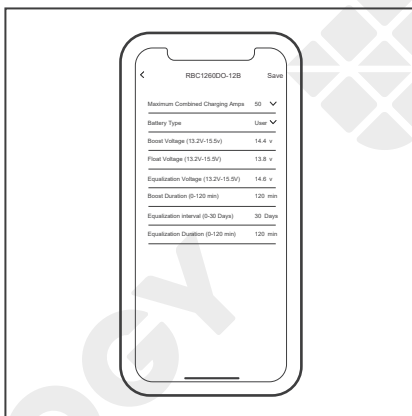 RBC1260DO-12B Save
Maximum Combined Charging Amps 50
Battery Type User
Boost Voltage (13.2V-15.5v) 14.4 v
Float Voltage (13.2V-15.5V) 13.8 v
Equalization Voltage (13.2V-15.5V) 14.6 v
Boost Duration (0-120 min) 120 min
Equalization interval (0-30 Days) 30 Days
Equalization Duration (0-120 min) 120 min
OGY